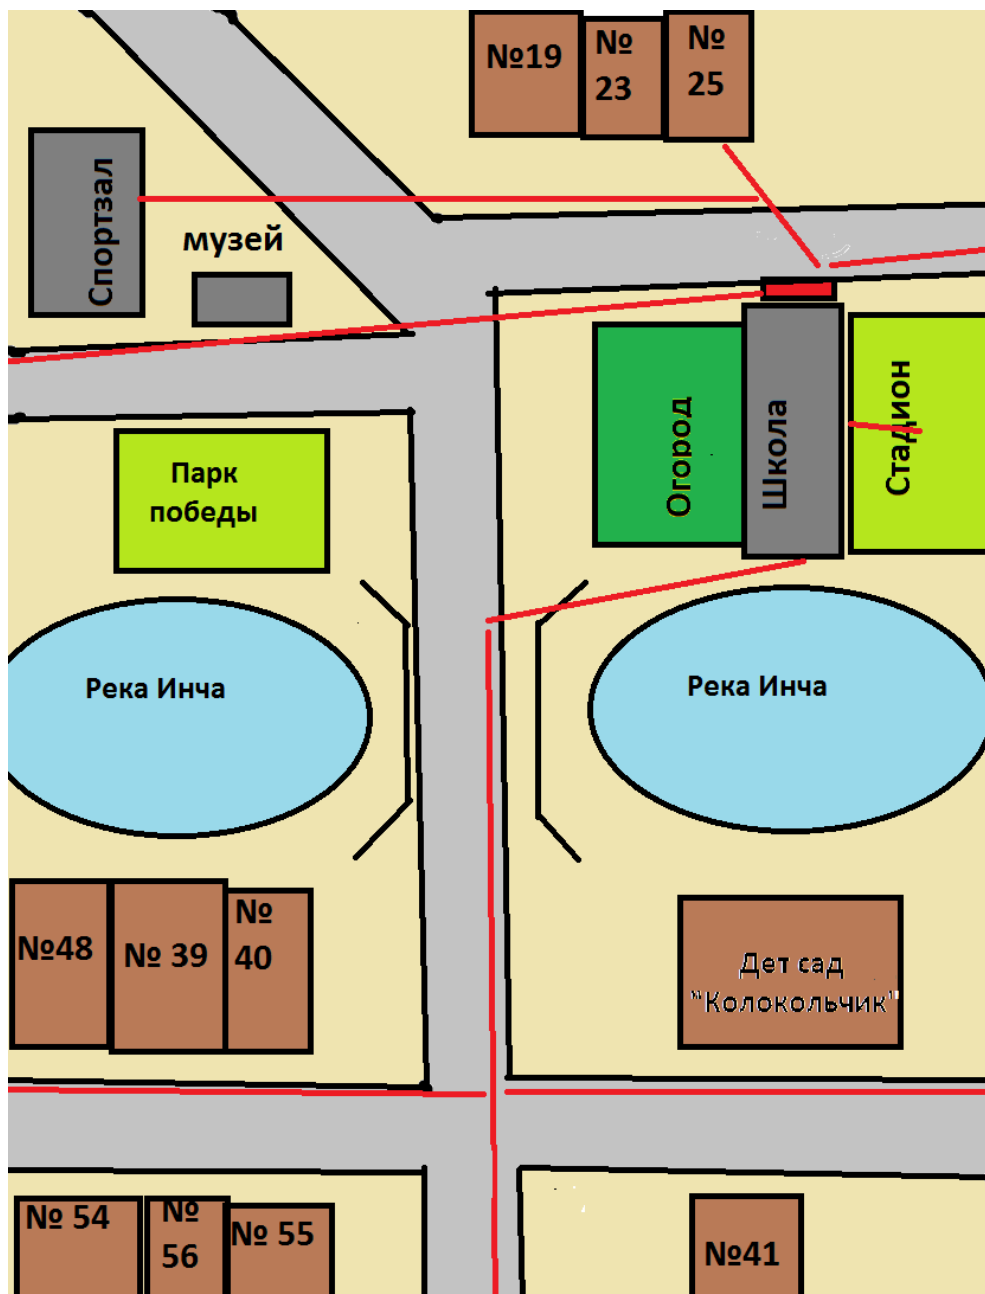 №19
№
23
№
25
Спортзал
музей
Огород
Школа
Стадион
Парк
победы
Река Инча
Река Инча
№48
№ 39
№
40
Дет сад
"Колокольчик"
№ 54
№
56
№ 55
№41